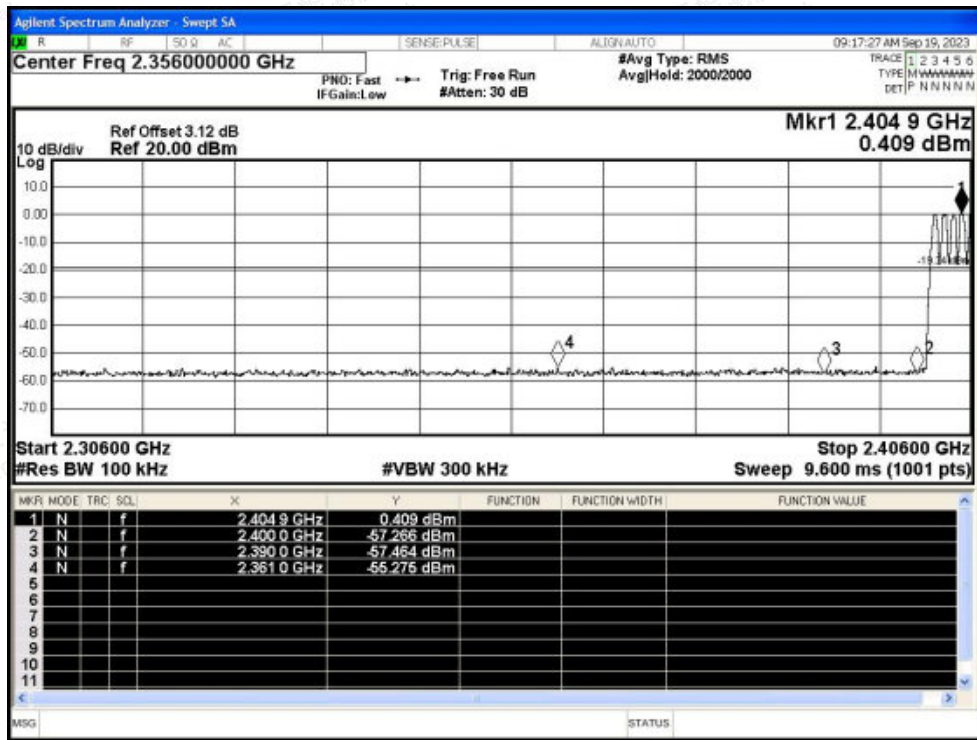 Agilent Spectrum Analyzer - Swept SA
LXI R RF 50 Ω AC SENSE:PULSE ALIGNAUTO 09:17:27 AM Sep 19, 2023
Center Freq 2.356000000 GHz
PNO: Fast Trig: Free Run #Avg Type: RMS TRACE 1 2 3 4 5 6
IFGain:Low #Atten: 30 dB Avg|Hold: 2000/2000 TYPE M
DET P N N N N N
Mkr1 2.404 9 GHz
0.409 dBm
Ref Offset 3.12 dB
10 dB/div Ref 20.00 dBm
Log
10.0
1
0.00
-10.0
-20.0
-30.0
-40.0
-50.0
4
3
2
-60.0
-70.0
Start 2.30600 GHz Stop 2.40600 GHz
#Res BW 100 kHz #VBW 300 kHz Sweep 9.600 ms (1001 pts)
MKR MODE TRC SCL X Y FUNCTION FUNCTION WIDTH FUNCTION VALUE
1 N f 2.404 9 GHz 0.409 dBm
2 N f 2.400 0 GHz -57.266 dBm
3 N f 2.390 0 GHz -57.464 dBm
4 N f 2.361 0 GHz -55.275 dBm
5
6
7
8
9
10
11
MSG STATUS